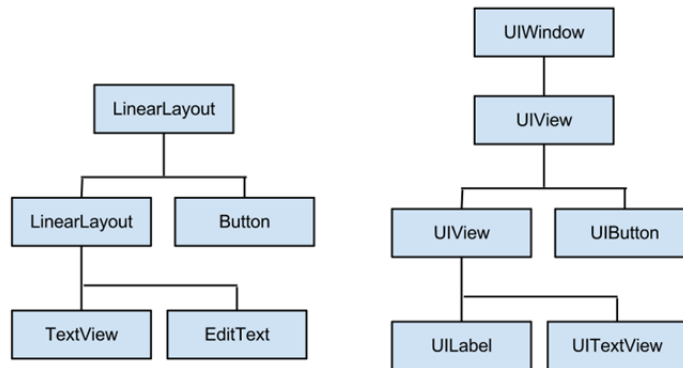 UIWindow
LinearLayout
UIView
LinearLayout
Button
UIView
UIButton
TextView
EditText
UILabel
UITextView